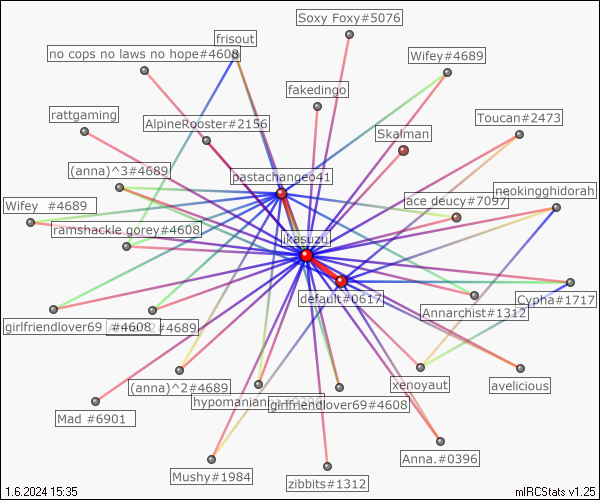 Soxy Foxy#5076
frisout
no cops no laws no hope#4608
Wifey#4689
fakedingo
rattgaming
AlpineRooster#2156
Toucan#2473
Skalman
(anna)^3#4689
pastachangeo41
neokingghidorah
ace deucy#7097
Wifey #4689
ramshackle gorey#4608
ikasuzu
default#0617
Cypha#1717
Annarchist#1312
girlfriendlover69 #4608
#4689
(anna)^2#4689
xenoyaut
avelicious
hypomanian
girlfriendlover69#4608
Mad #6901
Anna.#0396
Mushy#1984
zibbits#1312
1.6.2024 15:35
mIRCStats v1.25